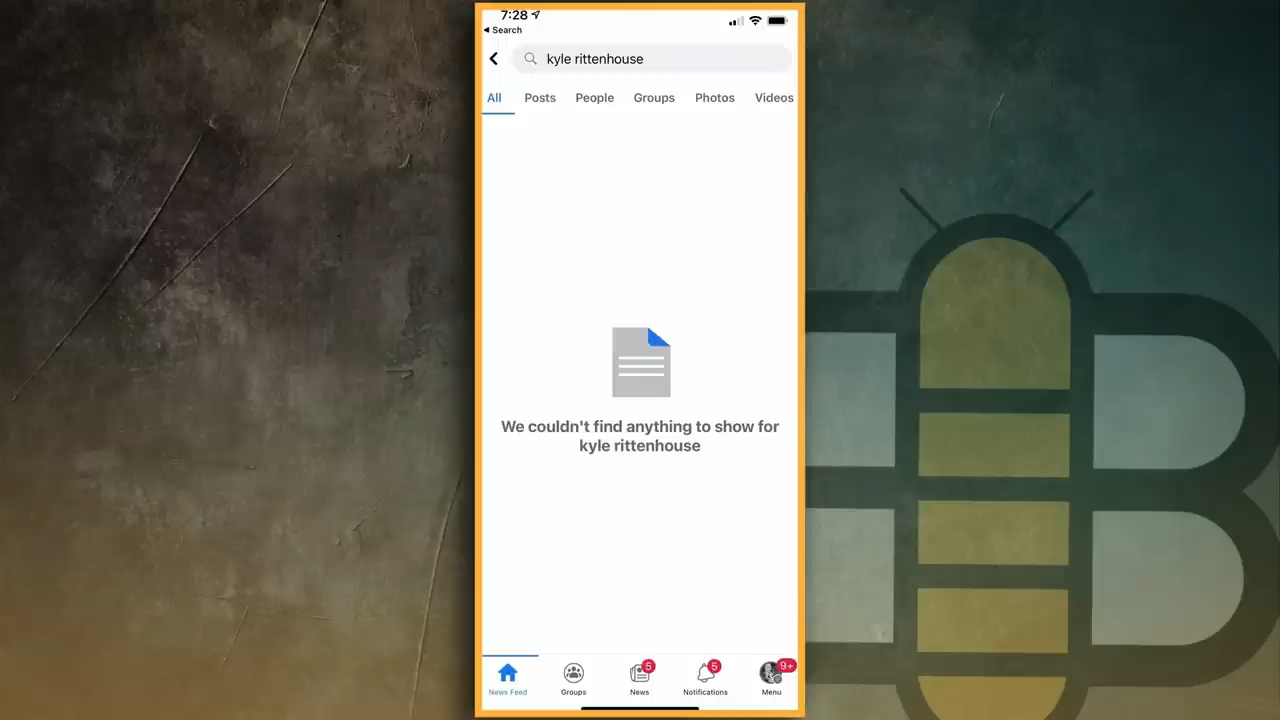 7:28
Search
kyle rittenhouse
All Posts People Groups Photos Videos
We couldn't find anything to show for
kyle rittenhouse
5 5 9+
News Feed Groups News Notifications Menu